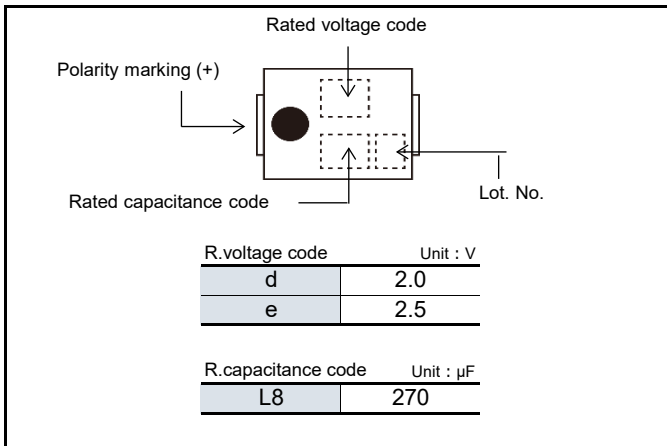 Rated voltage code
Polarity marking (+)
Rated capacitance code
Lot. No.
R.voltage code Unit : V
d 2.0
e 2.5
R.capacitance code Unit : µF
L8 270